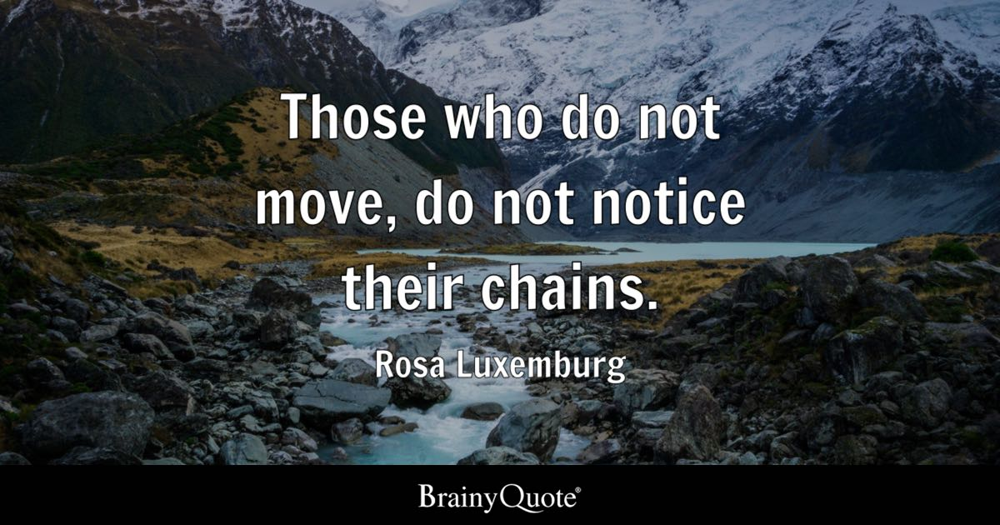 Those who do not
move, do not notice
their chains.
Rosa Luxemburg
BrainyQuote®